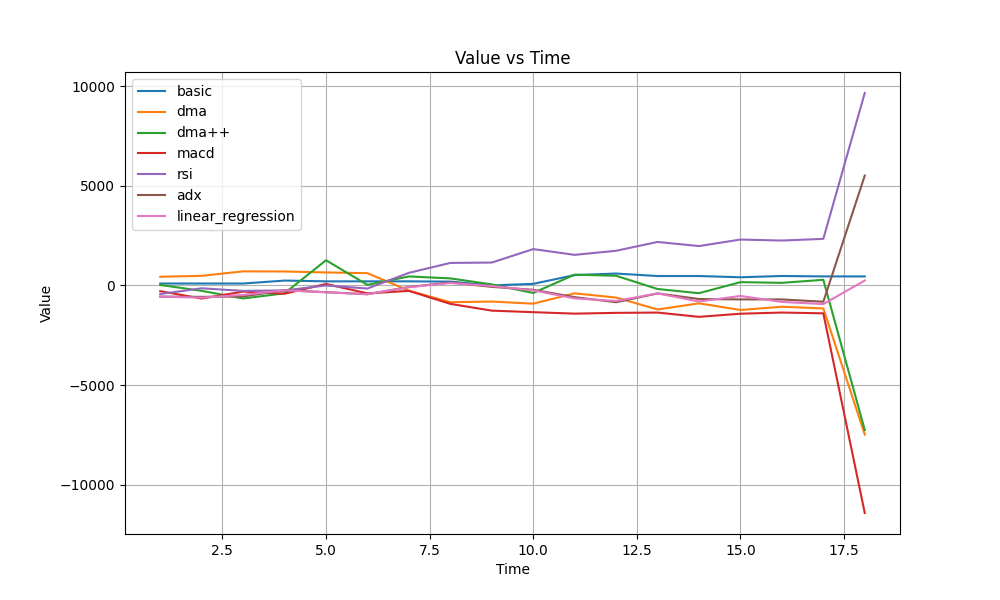 Value vs Time
Value
10000
5000
0
−5000
−10000
basic
dma
dma++
macd
rsi
adx
linear_regression
2.5 5.0 7.5 10.0 12.5 15.0 17.5
Time